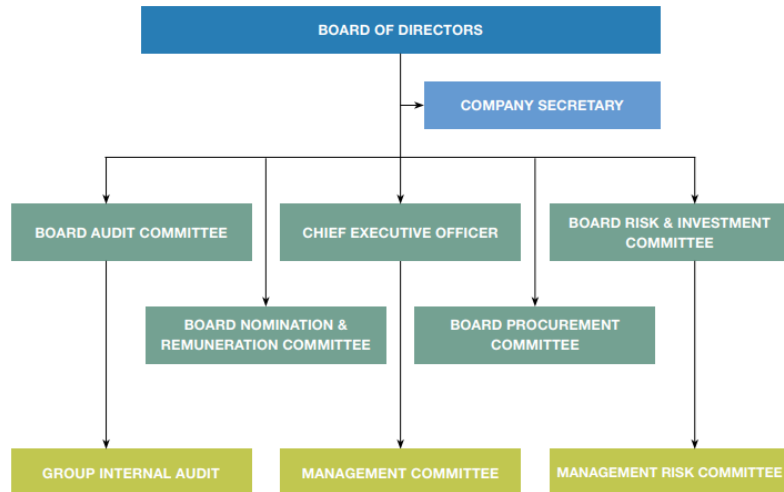 BOARD OF DIRECTORS
COMPANY SECRETARY
BOARD AUDIT COMMITTEE
CHIEF EXECUTIVE OFFICER
BOARD RISK & INVESTMENT
COMMITTEE
BOARD NOMINATION &
REMUNERATION COMMITTEE
BOARD PROCUREMENT
COMMITTEE
GROUP INTERNAL AUDIT
MANAGEMENT COMMITTEE
MANAGEMENT RISK COMMITTEE